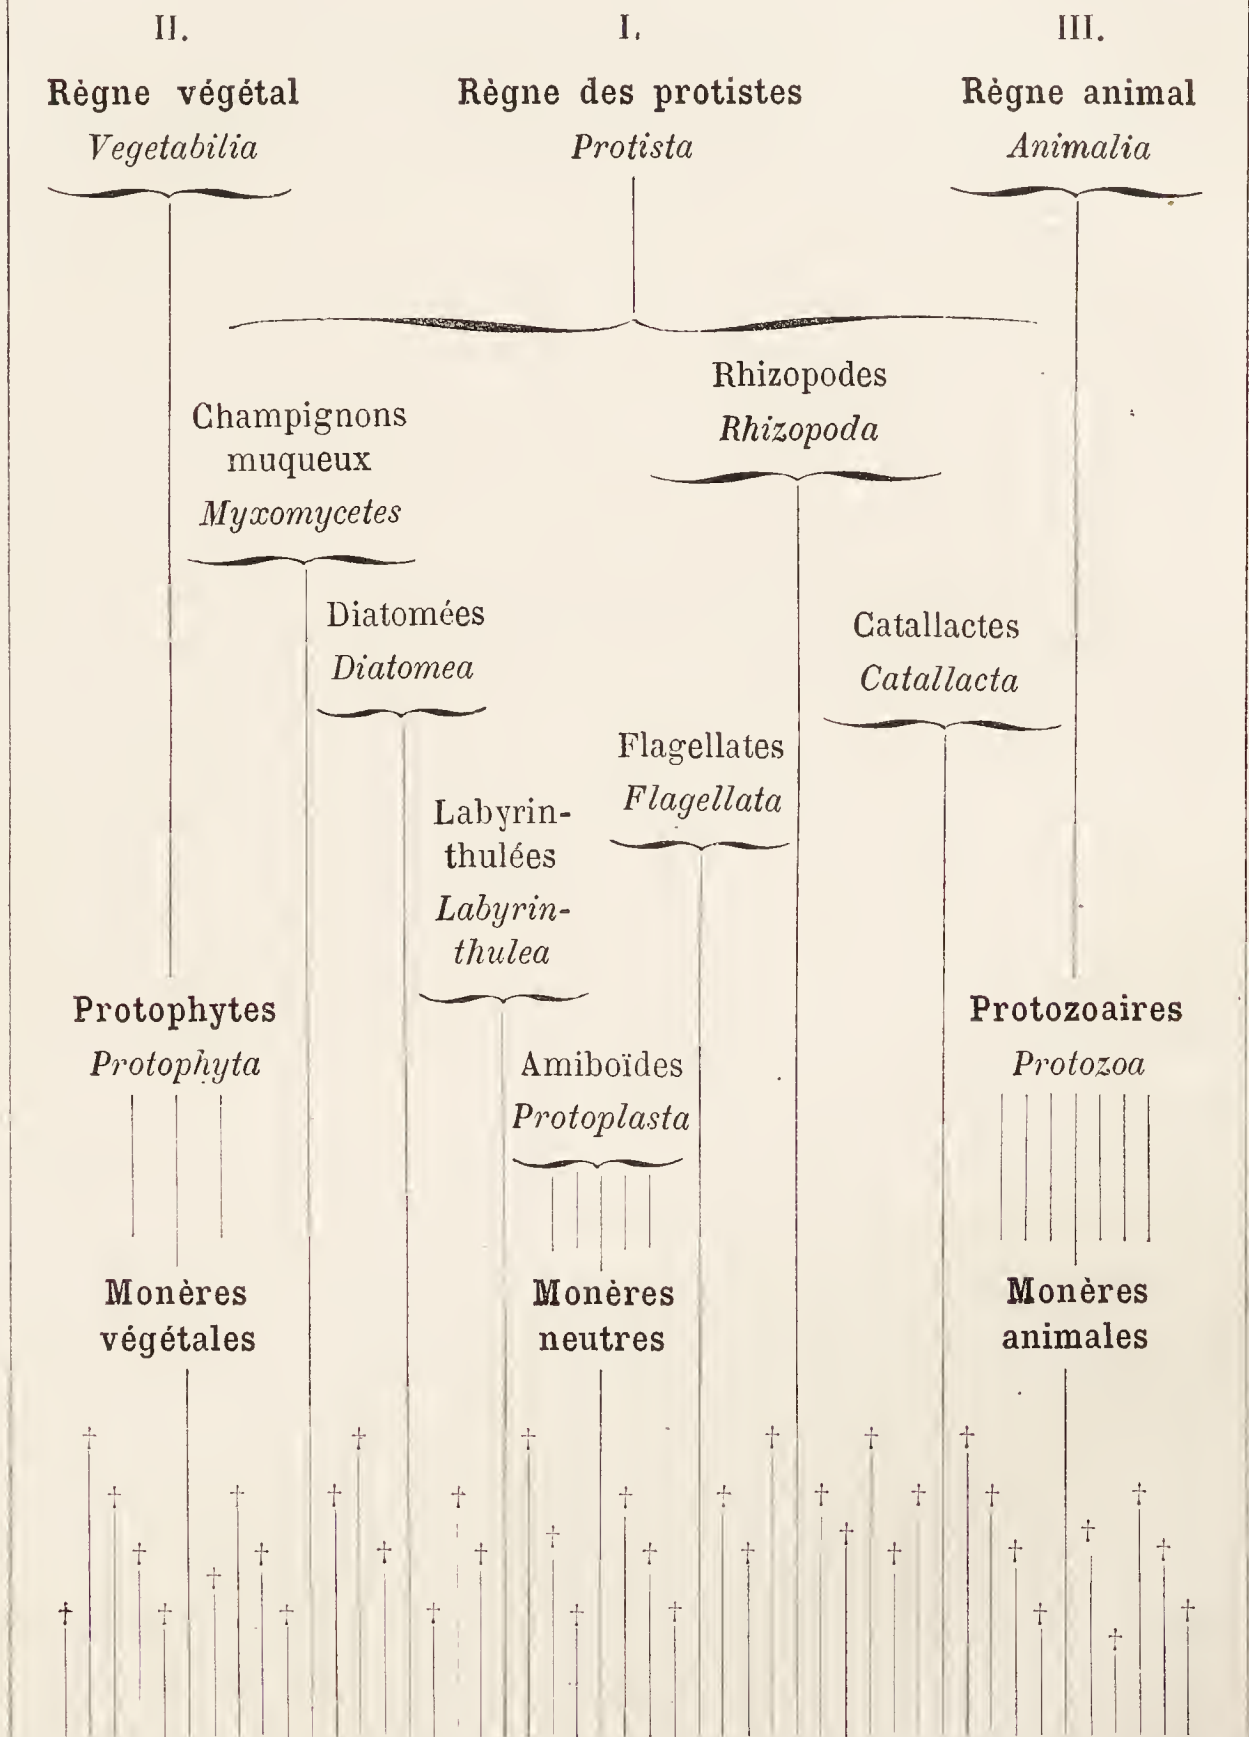 II.
I.
III.
Règne végétal
Vegetabilia
Règne des protistes
Protista
Règne animal
Animalia
Rhizopodes
Rhizopoda
Champignons
muqueux
Myxomycetes
Diatomées
Diatomea
Catallactes
Catallacta
Flagellates
Flagellata
Labyrin-
thulées
Labyrin-
thulea
Protophytes
Protophyta
Amiboïdes
Protoplasta
Protozoaires
Protozoa
Monères
végétales
Monères
neutres
Monères
animales